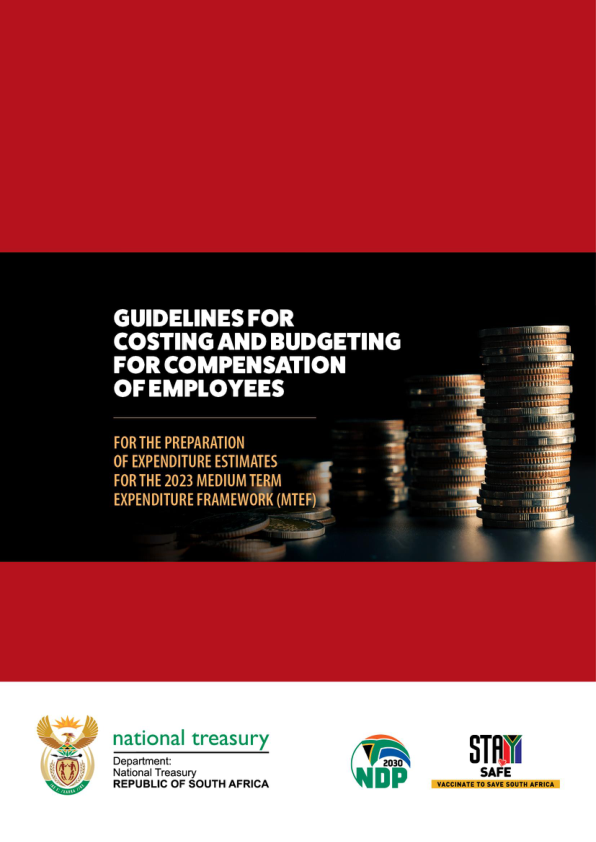 GUIDELINES FOR
COSTING AND BUDGETING
FOR COMPENSATION
OF EMPLOYEES
FOR THE PREPARATION
OF EXPENDITURE ESTIMATES
FOR THE 2023 MEDIUM TERM
EXPENDITURE FRAMEWORK (MTEF)
national treasury
Department:
National Treasury
REPUBLIC OF SOUTH AFRICA
2030
NDP
STAY
SAFE
VACCINATE TO SAVE SOUTH AFRICA